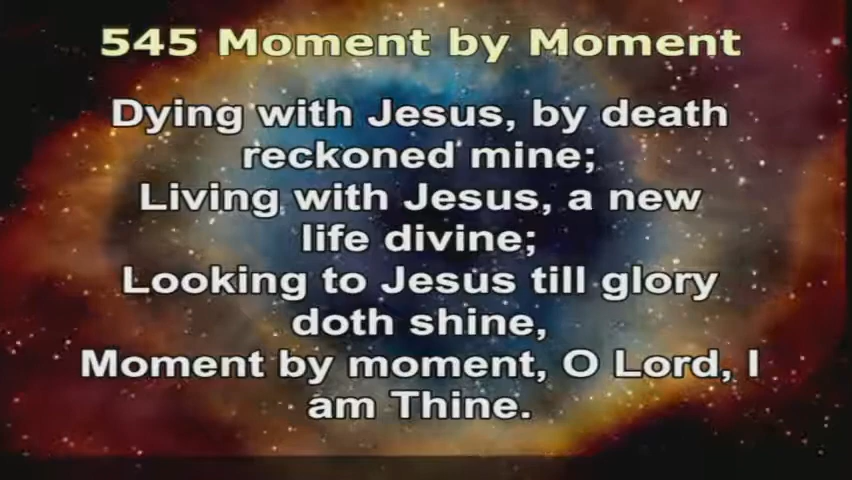 545 Moment by Moment
Dying with Jesus, by death
reckoned mine;
Living with Jesus, a new
life divine;
Looking to Jesus till glory
doth shine,
Moment by moment, O Lord, I
am Thine.